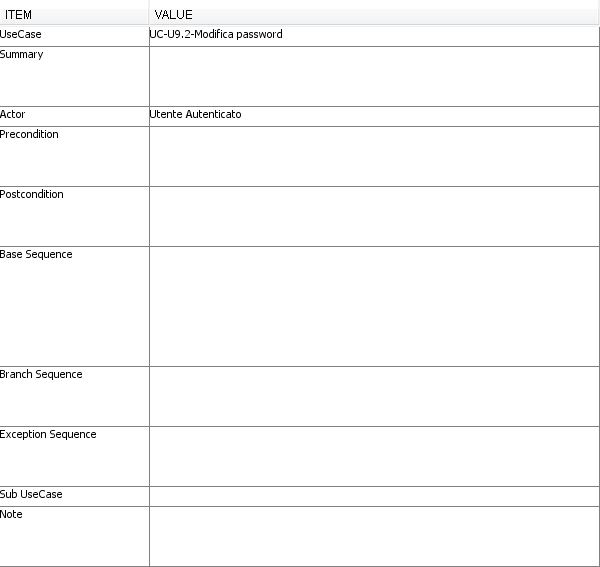 ITEM VALUE
UseCase UC-U9.2-Modifica password
Summary
Actor Utente Autenticato
Precondition
Postcondition
Base Sequence
Branch Sequence
Exception Sequence
Sub UseCase
Note